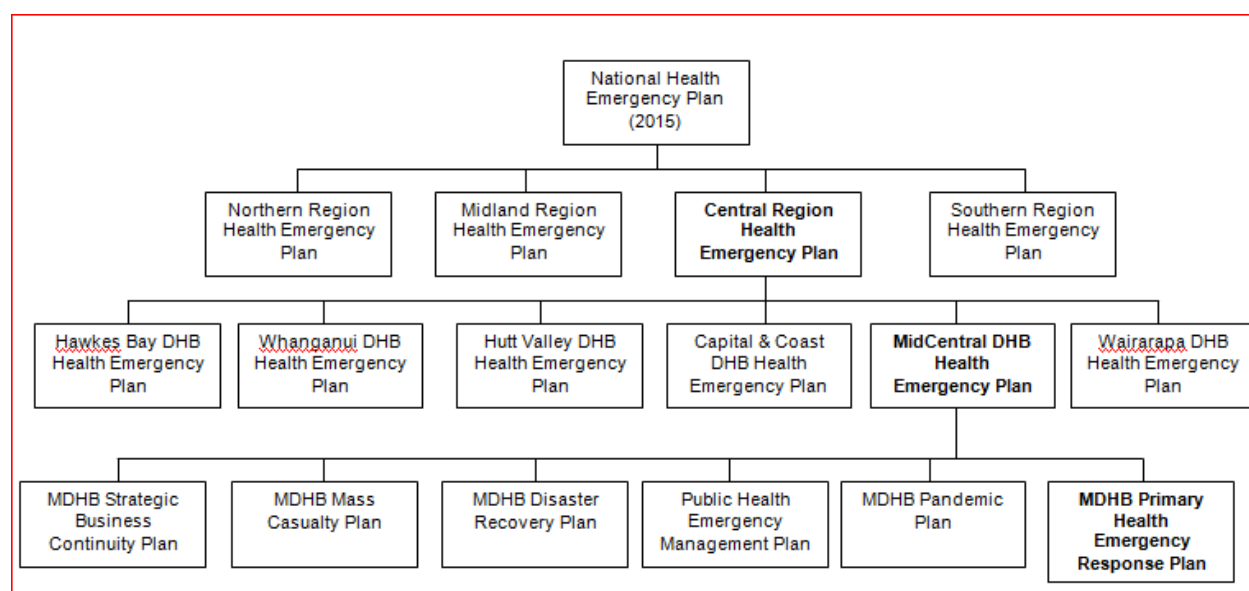 National Health
Emergency Plan
(2015)
Northern Region
Health Emergency
Plan
Midland Region
Health Emergency
Plan
Central Region
Health
Emergency Plan
Southern Region
Health Emergency
Plan
Hawkes Bay DHB
Health Emergency
Plan
Whanganui DHB
Health Emergency
Plan
Hutt Valley DHB
Health Emergency
Plan
Capital & Coast
DHB Health
Emergency Plan
MidCentral DHB
Health
Emergency Plan
Wairarapa DHB
Health Emergency
Plan
MDHB Strategic
Business
Continuity Plan
MDHB Mass
Casualty Plan
MDHB Disaster
Recovery Plan
Public Health
Emergency
Management Plan
MDHB Pandemic
Plan
MDHB Primary
Health
Emergency
Response Plan